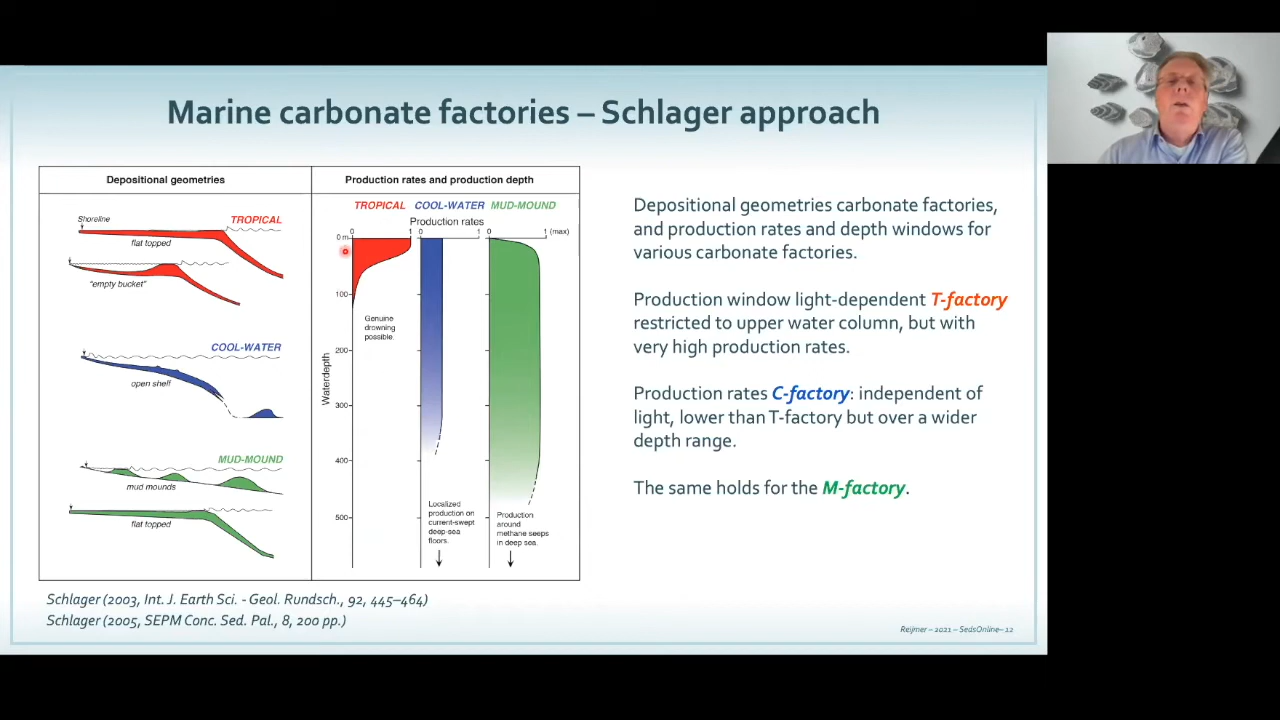 Marine carbonate factories – Schlager approach
Depositional geometries
Shoreline
TROPICAL
flat topped
"empty bucket"
COOL-WATER
open shelf
MUD-MOUND
mud mounds
flat topped
Production rates and production depth
TROPICAL COOL-WATER MUD-MOUND
Production rates
0 1 0 1 0 1 (max)
0 m
100
200
300
400
500
Waterdepth
Genuine
drowning
possible.
Localized
production on
current-swept
deep-sea
floors.
Production
around
methane seeps
in deep sea.
Depositional geometries carbonate factories,
and production rates and depth windows for
various carbonate factories.
Production window light-dependent T-factory
restricted to upper water column, but with
very high production rates.
Production rates C-factory: independent of
light, lower than T-factory but over a wider
depth range.
The same holds for the M-factory.
Schlager (2003, Int. J. Earth Sci. - Geol. Rundsch., 92, 445–464)
Schlager (2005, SEPM Conc. Sed. Pal., 8, 200 pp.)
Reijmer – 2021 – SedsOnline– 12